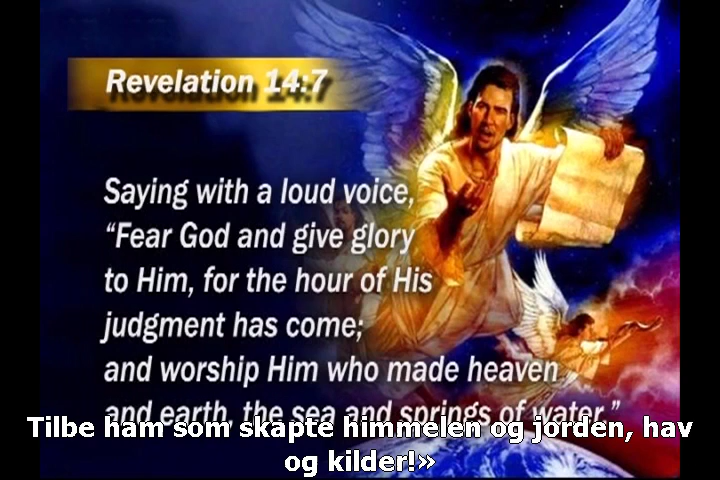 Revelation 14:7
Saying with a loud voice,
“Fear God and give glory
to Him, for the hour of His
judgment has come;
and worship Him who made heaven
and earth, the sea and springs of water.”
Tilbe ham som skapte himmelen og jorden, hav
og kilder!»